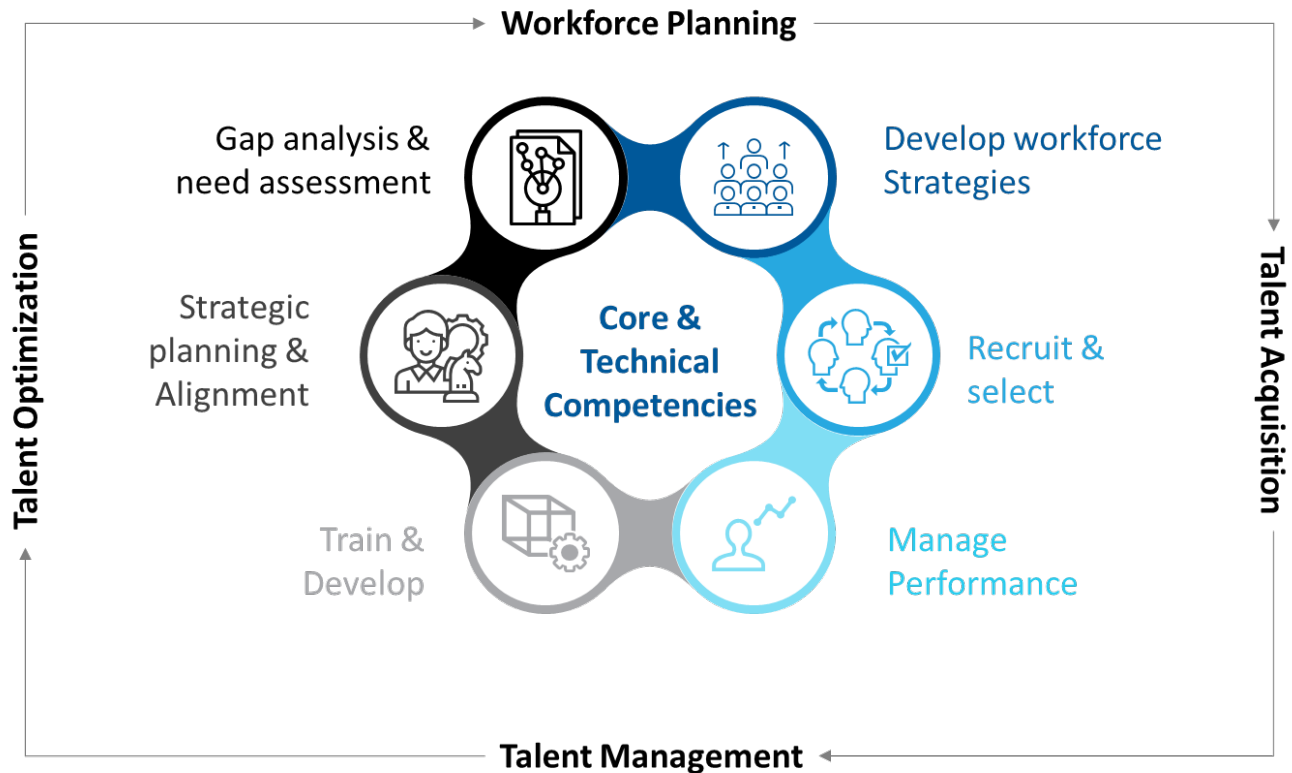 Workforce Planning
Gap analysis &
need assessment
Develop workforce
Strategies
Talent Optimization
Strategic
planning &
Alignment
Core &
Technical
Competencies
Recruit &
select
Talent Acquisition
Train &
Develop
Manage
Performance
Talent Management